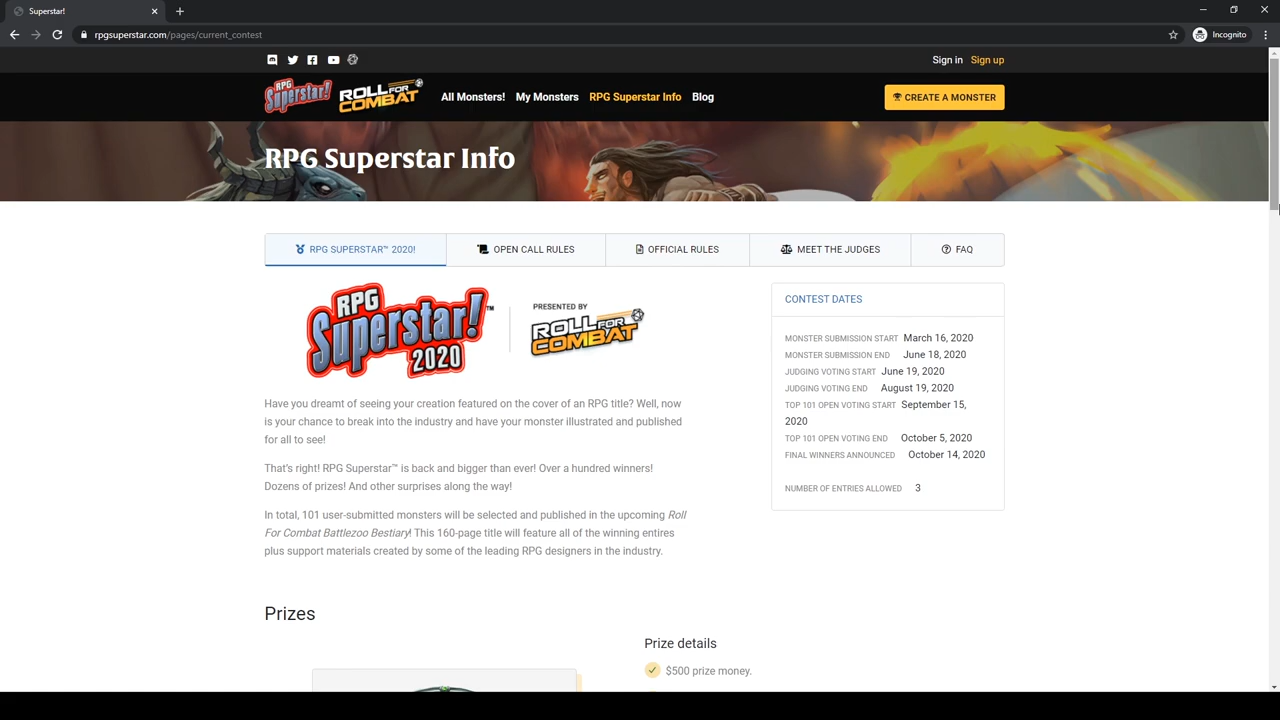 Superstar!
rpgsuperstar.com/pages/current_contest
Incognito
Sign in Sign up
RPG Superstar! ROLL FOR COMBAT All Monsters! My Monsters RPG Superstar Info Blog CREATE A MONSTER
RPG Superstar Info
RPG SUPERSTAR™ 2020! OPEN CALL RULES OFFICIAL RULES MEET THE JUDGES FAQ
RPG
Superstar!™
2020
PRESENTED BY
ROLL FOR
COMBAT
Have you dreamt of seeing your creation featured on the cover of an RPG title? Well, now
is your chance to break into the industry and have your monster illustrated and published
for all to see!
That's right! RPG Superstar™ is back and bigger than ever! Over a hundred winners!
Dozens of prizes! And other surprises along the way!
In total, 101 user-submitted monsters will be selected and published in the upcoming Roll
For Combat Battlezoo Bestiary! This 160-page title will feature all of the winning entires
plus support materials created by some of the leading RPG designers in the industry.
CONTEST DATES
MONSTER SUBMISSION START March 16, 2020
MONSTER SUBMISSION END June 18, 2020
JUDGING VOTING START June 19, 2020
JUDGING VOTING END August 19, 2020
TOP 101 OPEN VOTING START September 15,
2020
TOP 101 OPEN VOTING END October 5, 2020
FINAL WINNERS ANNOUNCED October 14, 2020
NUMBER OF ENTRIES ALLOWED 3
Prizes
Prize details
$500 prize money.